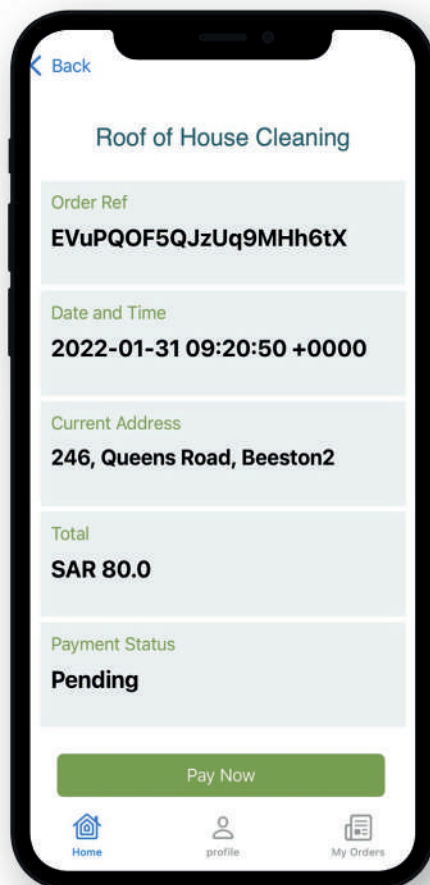 Back
Roof of House Cleaning
Order Ref
EVuPQOF5QJzUq9MHh6tX
Date and Time
2022-01-31 09:20:50 +0000
Current Address
246, Queens Road, Beeston2
Total
SAR 80.0
Payment Status
Pending
Pay Now
Home profile My Orders